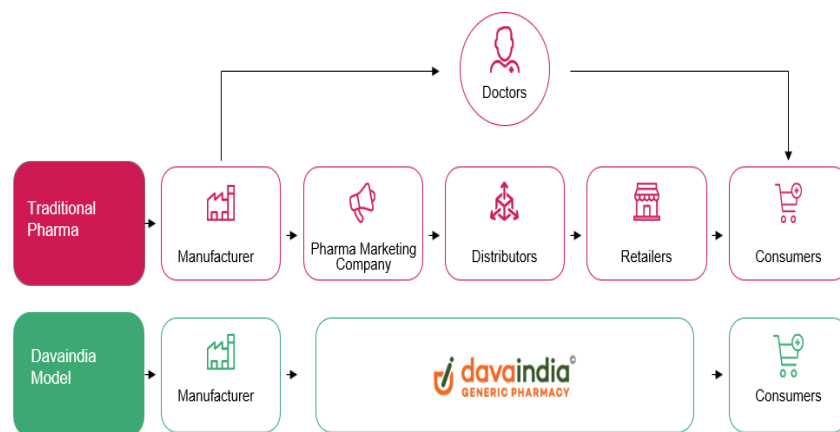 Doctors
Traditional
Pharma
Manufacturer
Pharma Marketing
Company
Distributors
Retailers
Consumers
Davaindia
Model
Manufacturer
davaindia©
GENERIC PHARMACY
Consumers